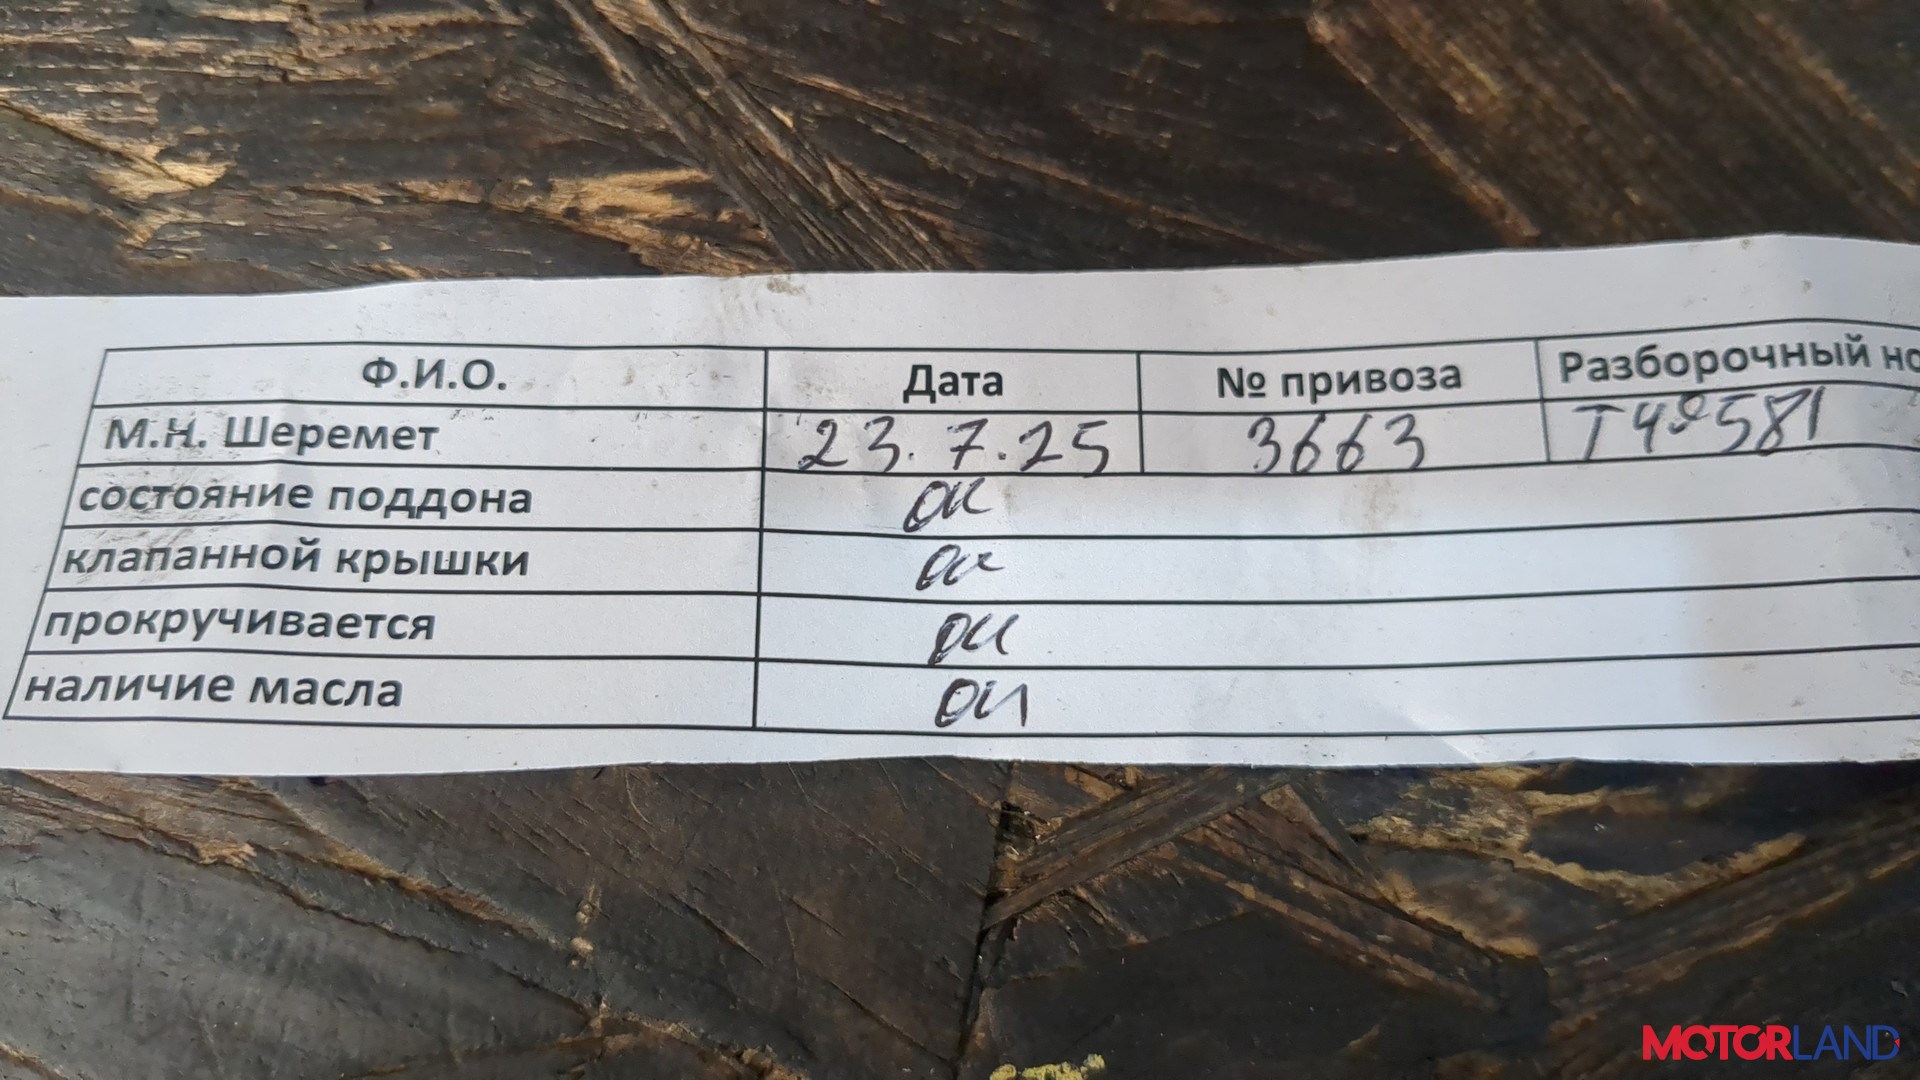 Ф.И.О. Дата № привоза Разборочный но
М.Н. Шеремет 23.7.25 3663
состояние поддона ок
клапанной крышки ок
прокручивается ок
наличие масла ок
MOTORLAND